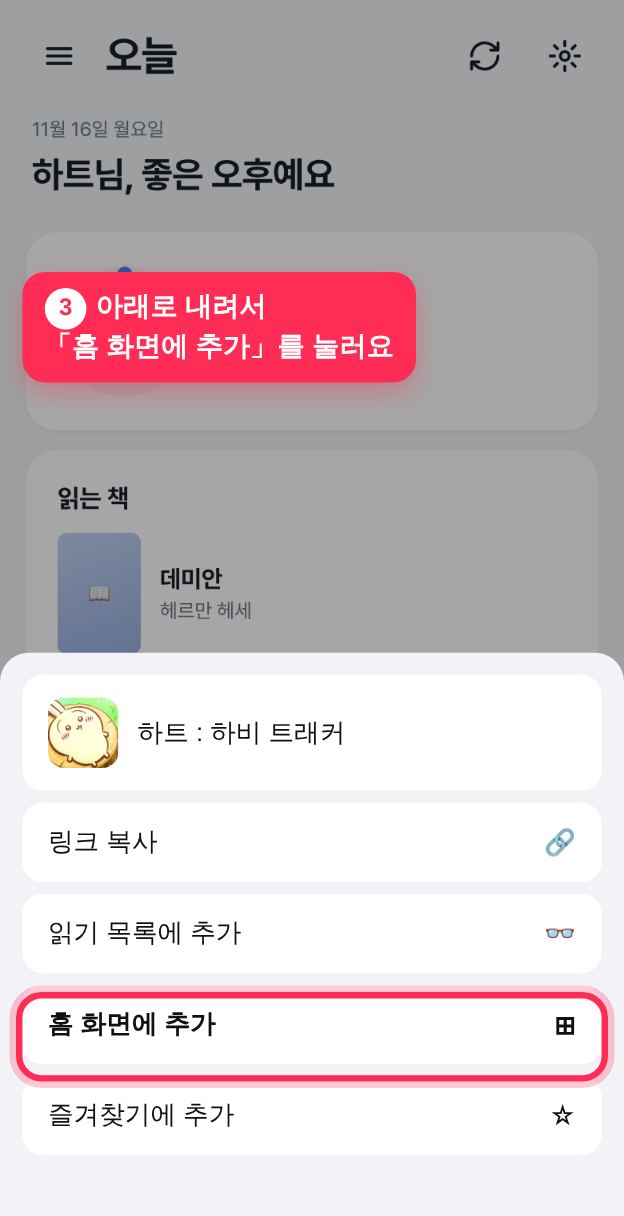 오늘
11월 16일 월요일
하트님, 좋은 오후예요
3 아래로 내려서
「홈 화면에 추가」를 눌러요
읽는 책
데미안
헤르만 헤세
하트 : 하비 트래커
링크 복사
읽기 목록에 추가
홈 화면에 추가
즐겨찾기에 추가